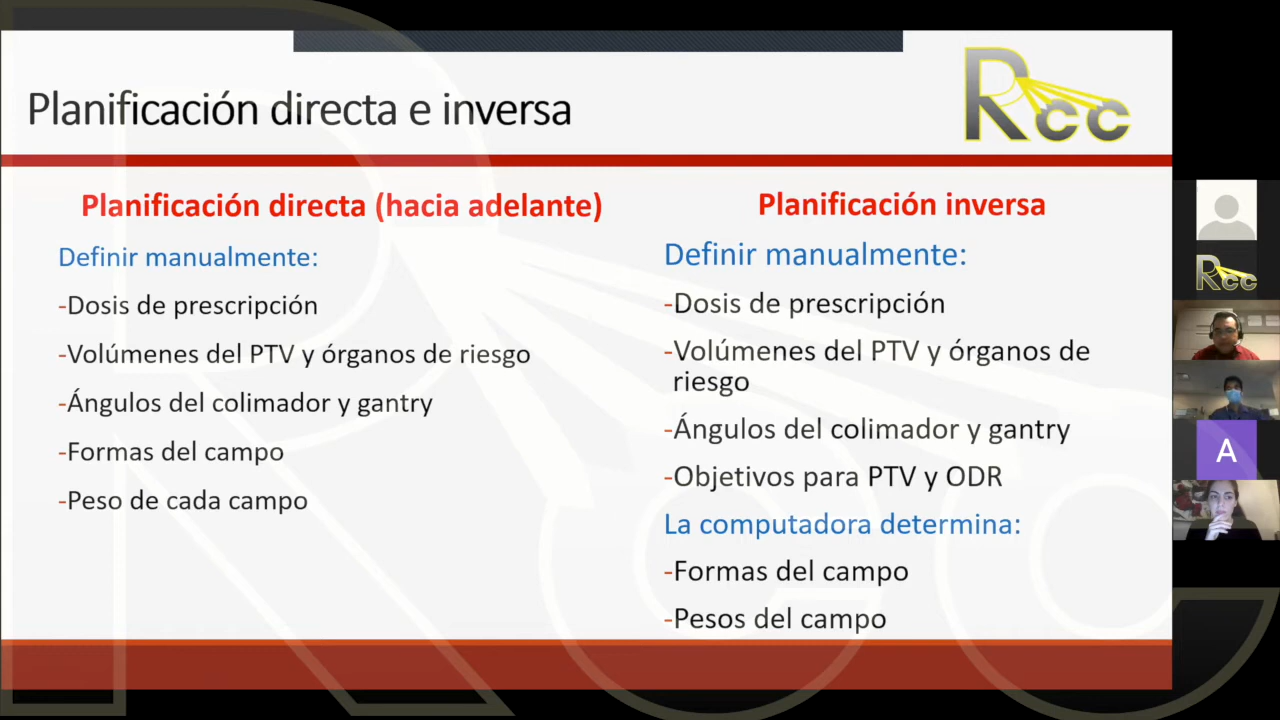 Planificación directa e inversa
Rcc
Planificación directa (hacia adelante)
Definir manualmente:
-Dosis de prescripción
-Volúmenes del PTV y órganos de riesgo
-Ángulos del colimador y gantry
-Formas del campo
-Peso de cada campo
Planificación inversa
Definir manualmente:
-Dosis de prescripción
-Volúmenes del PTV y órganos de
riesgo
-Ángulos del colimador y gantry
-Objetivos para PTV y ODR
La computadora determina:
-Formas del campo
-Pesos del campo
Rcc
A